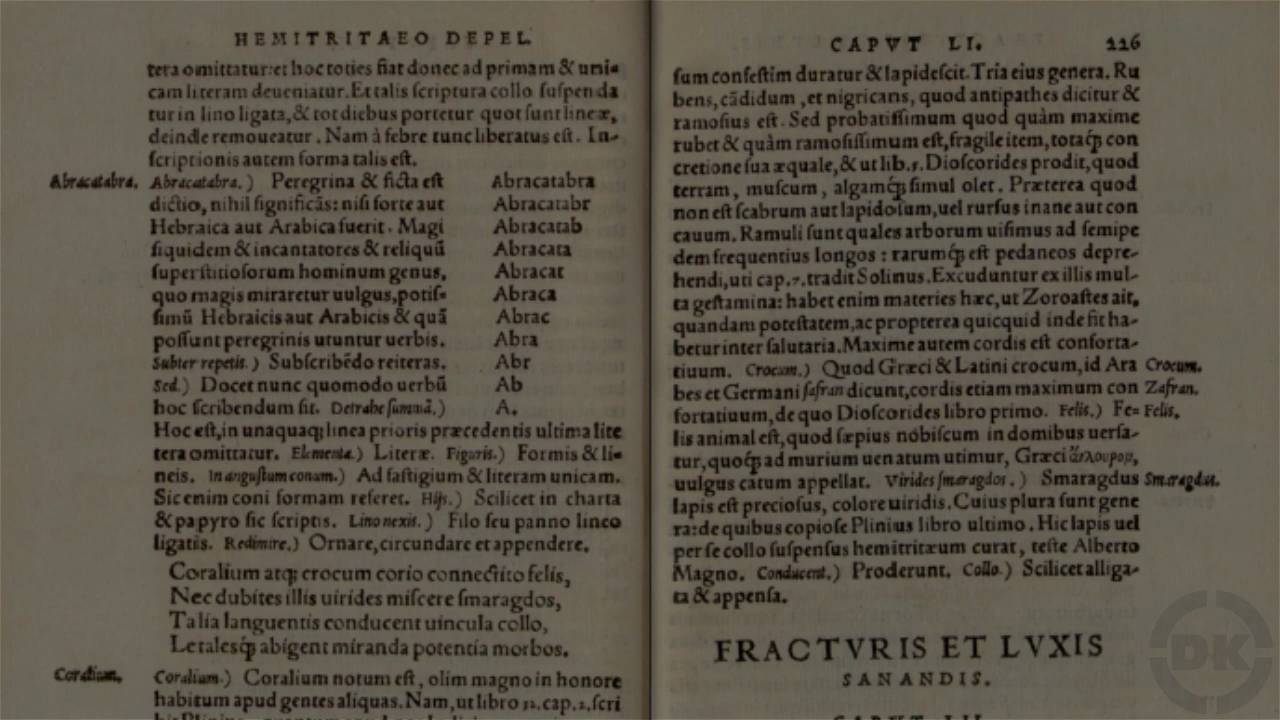 HEMITRITAEO DEPEL.
tera omittatur: et hoc toties fiat donec ad primam & uni-
cam literam deueniatur. Et talis scriptura collo suspenda
tur in lino ligata, & tot diebus portetur quot sunt lineæ,
deinde remoueatur. Nam à febre tunc liberatus est. In-
scriptionis autem forma talis est.
Abracatabra.
Abracatabra.) Peregrina & ficta est
dictio, nihil significãs: nisi forte aut
Hebraica aut Arabica fuerit. Magi
siquidem & incantatores & reliquũ
superstitiosorum hominum genus,
quo magis miraretur uulgus, potis-
simũ Hebraicis aut Arabicis & quã
possunt peregrinis utuntur uerbis.
Subter repetis.) Subscribẽdo reiteras.
Sed.) Docet nunc quomodo uerbũ
hoc scribendum sit. Detrahe summã.)
Abracatabra
Abracatabr
Abracatab
Abracata
Abracat
Abraca
Abrac
Abra
Abr
Ab
A.
Hoc est, in unaquaq; linea prioris præcedentis ultima lite
tera omittatur. Elementa.) Literæ. Figuris.) Formis & li-
neis. In angustum conum.) Ad fastigium & literam unicam.
Sic enim coni formam referet. Hijs.) Scilicet in charta
& papyro sic scriptis. Lino nexis.) Filo seu panno lineo
ligatis. Redimire.) Ornare, circundare et appendere.
Coralium atq; crocum corio connectito felis,
Nec dubites illis uirides miscere smaragdos,
Talia languentis conducent uincula collo,
Letalesq́; abigent miranda potentia morbos.
Coralium.
Coralium.) Coralium notum est, olim magno in honore
habitum apud gentes aliquas. Nam, ut libro 32. cap. 2. scri
CAPVT LI. 226
sum confestim duratur & lapidescit. Tria eius genera. Ru
bens, cãdidum, et nigricans, quod antipathes dicitur &
ramosius est. Sed probatissimum quod quàm maxime
rubet & quàm ramosissimum est, fragile item, totaq́; con
cretione sua æquale, & ut lib. 5. Dioscorides prodit, quod
terram, muscum, algamq́; simul olet. Præterea quod
non est scabrum aut lapidosum, uel rursus inane aut con
cauum. Ramuli sunt quales arborum uisimus ad semipe
dem frequentius longos: rarumq́; est pedaneos depre-
hendi, uti cap. 7. tradit Solinus. Excuduntur ex illis mul-
ta gestamina: habet enim materies hæc, ut Zoroastes ait,
quandam potestatem, ac propterea quicquid inde fit ha-
betur inter salutaria. Maxime autem cordis est conforta-
tiuum. Crocum.) Quod Græci & Latini crocum, id Ara
bes et Germani safran dicunt, cordis etiam maximum con
fortatiuum, de quo Dioscorides libro primo. Felis.) Fe=
lis animal est, quod sæpius nobiscum in domibus uersa-
tur, quoq́; ad murium uenatum utimur, Græci
uulgus catum appellat. Virides smaragdos.) Smaragdus
lapis est preciosus, colore uiridis. Cuius plura sunt gene
ra: de quibus copiose Plinius libro ultimo. Hic lapis uel
per se collo suspensus hemitritæum curat, teste Alberto
Magno. Conducent.) Proderunt. Collo.) Scilicet alliga-
ta & appensa.
Crocum.
Zafran.
Felis.
Smaragdus.
FRACTVRIS ET LVXIS
SANANDIS.
DK